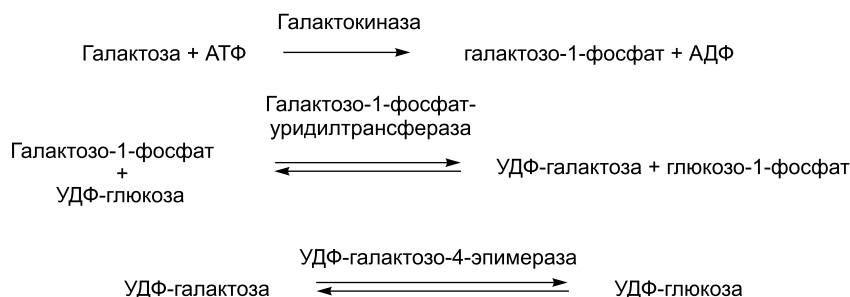 Галактокиназа
Галактоза + АТФ
галактозо-1-фосфат + АДФ
Галактозо-1-фосфат-
уридилтрансфераза
Галактозо-1-фосфат
+
УДФ-глюкоза
УДФ-галактоза + глюкозо-1-фосфат
УДФ-галактозо-4-эпимераза
УДФ-галактоза
УДФ-глюкоза